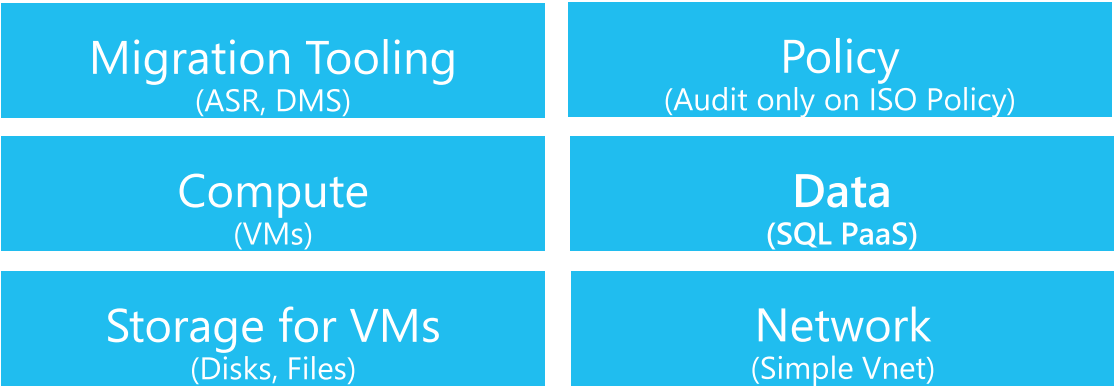 Migration Tooling
(ASR, DMS)
Policy
(Audit only on ISO Policy)
Compute
(VMs)
Data
(SQL PaaS)
Storage for VMs
(Disks, Files)
Network
(Simple Vnet)